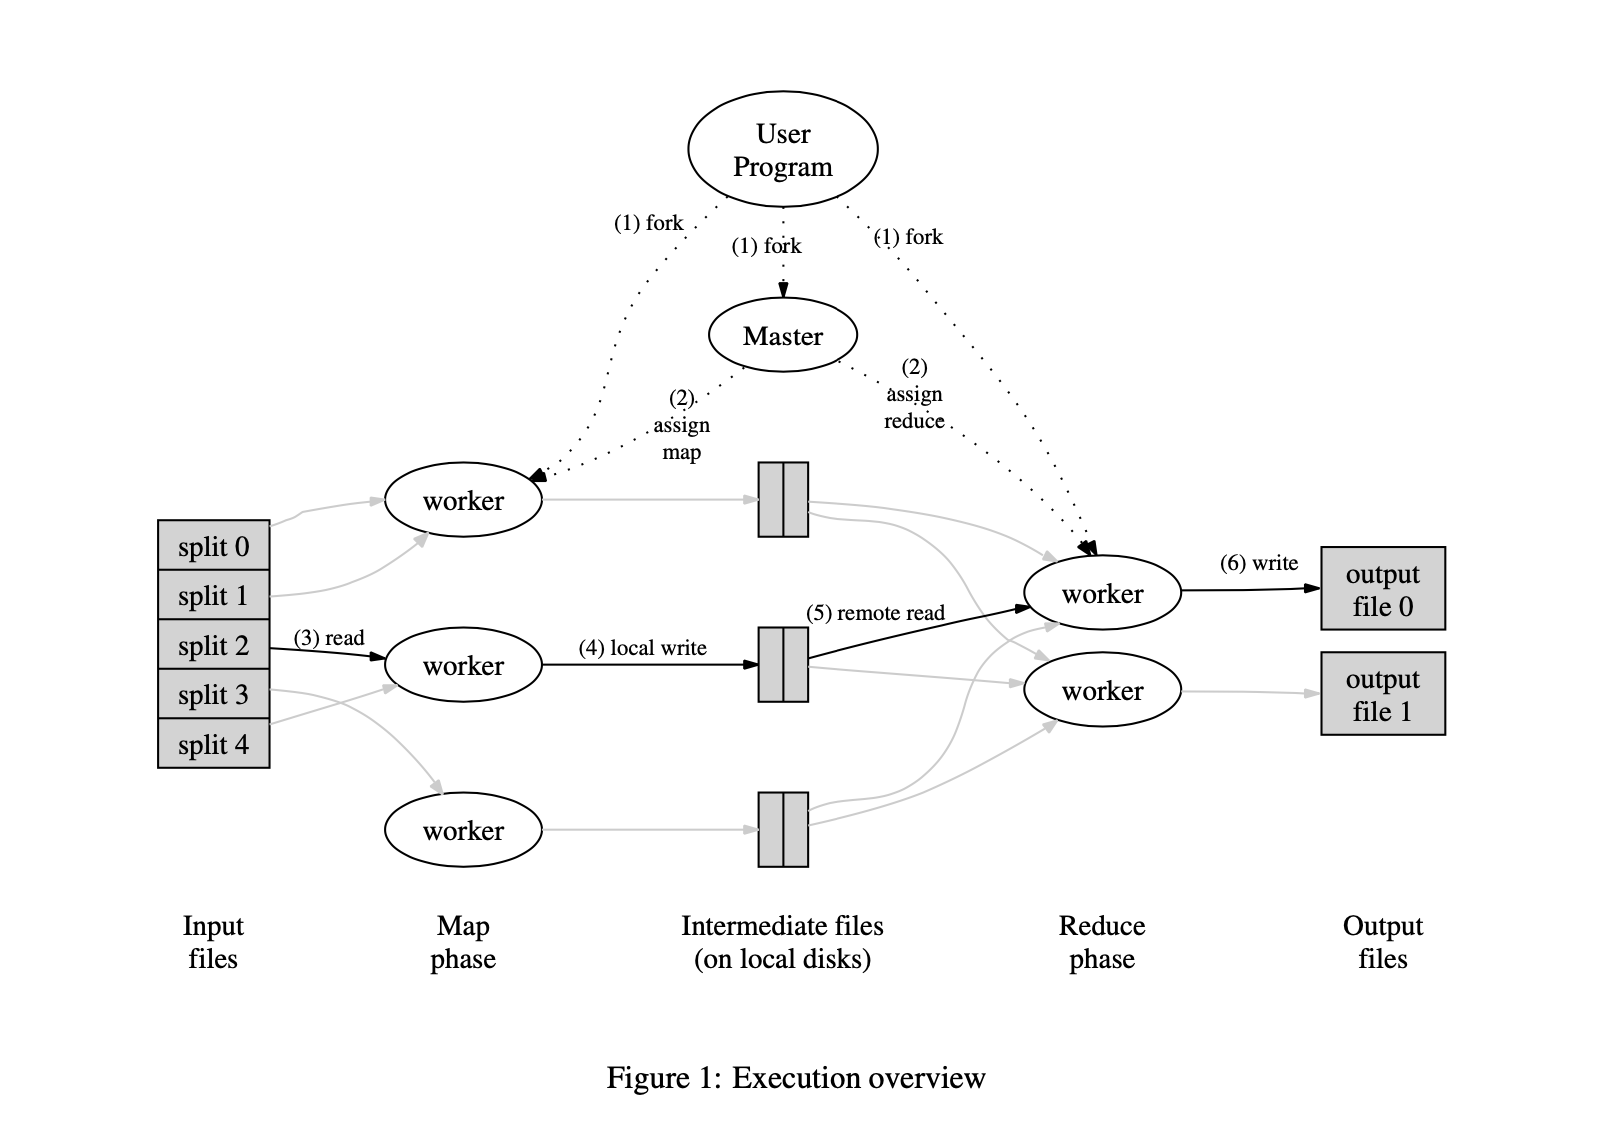 User
Program
(1) fork
(1) fork
(1) fork
Master
(2)
assign
map
(2)
assign
reduce
worker
split 0
split 1
split 2
split 3
split 4
(3) read
worker
(4) local write
worker
(5) remote read
worker
worker
(6) write
output
file 0
output
file 1
Input
files
Map
phase
Intermediate files
(on local disks)
Reduce
phase
Output
files
Figure 1: Execution overview